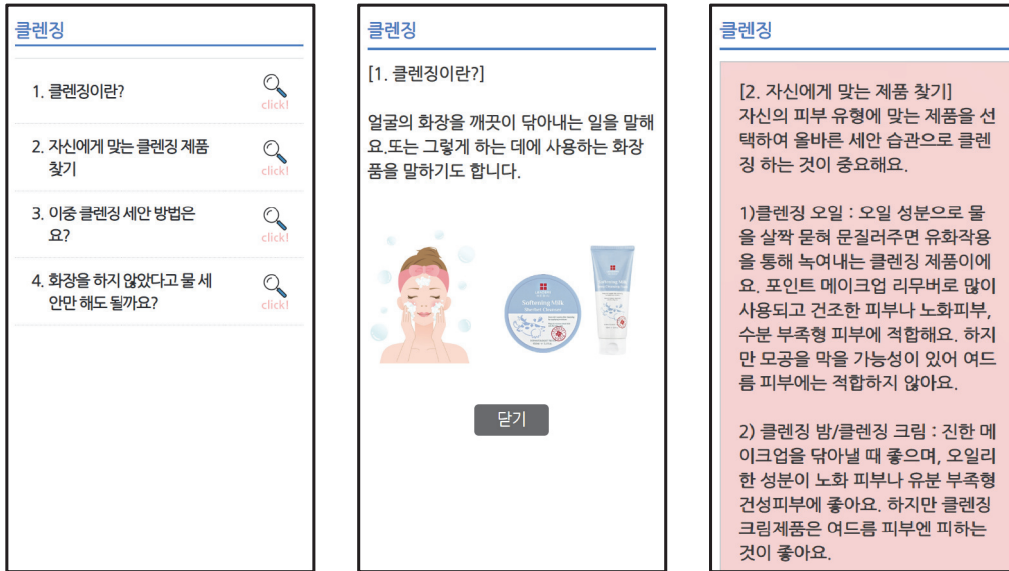 클렌징
1. 클렌징이란?
click!
2. 자신에게 맞는 클렌징 제품
찾기
click!
3. 이중 클렌징 세안 방법은
요?
click!
4. 화장을 하지 않았다고 물 세
안만 해도 될까요?
click!
클렌징
[1. 클렌징이란?]
얼굴의 화장을 깨끗이 닦아내는 일을 말해
요.또는 그렇게 하는 데에 사용하는 화장
품을 말하기도 합니다.
Softening Milk
닫기
클렌징
[2. 자신에게 맞는 제품 찾기]
자신의 피부 유형에 맞는 제품을 선
택하여 올바른 세안 습관으로 클렌
징 하는 것이 중요해요.
1)클렌징 오일 : 오일 성분으로 물
을 살짝 묻혀 문질러주면 유화작용
을 통해 녹여내는 클렌징 제품이에
요. 포인트 메이크업 리무버로 많이
사용되고 건조한 피부나 노화피부,
수분 부족형 피부에 적합해요. 하지
만 모공을 막을 가능성이 있어 여드
름 피부에는 적합하지 않아요.
2) 클렌징 밤/클렌징 크림 : 진한 메
이크업을 닦아낼 때 좋으며, 오일리
한 성분이 노화 피부나 유분 부족형
건성피부에 좋아요. 하지만 클렌징
크림제품은 여드름 피부엔 피하는
것이 좋아요.